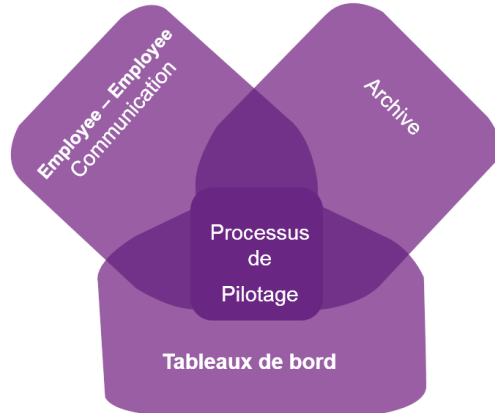 Employee – Employee
Communication
Archive
Processus
de
Pilotage
Tableaux de bord